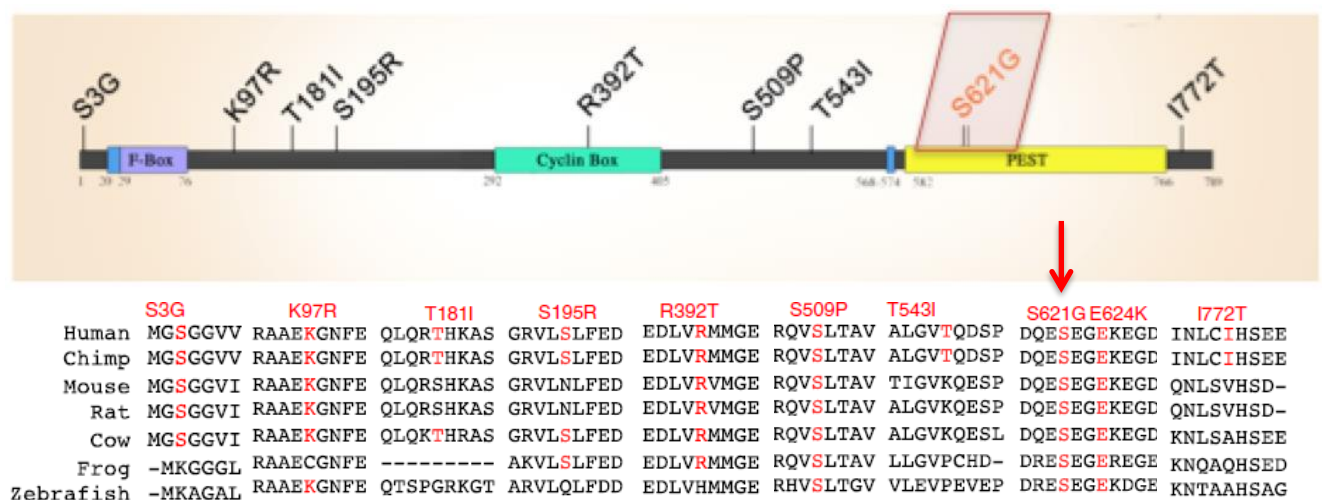 S3G K97R T181I S195R R392T S509P T543I S621G I772T
F-Box Cyclin Box PEST
1 20 29 76 292 405 568-574 582 766 789
S3G K97R T181I S195R R392T S509P T543I S621G E624K I772T
Human MGSGGVV RAAEKGNFE QLQRTHKAS GRVLSLFED EDLVRMMGE RQVSLTAV ALGVTQDSP DQESEGEKEGD INLCIHSEE
Chimp MGSGGVV RAAEKGNFE QLQRTHKAS GRVLSLFED EDLVRMMGE RQVSLTAV ALGVTQDSP DQESEGEKEGD INLCIHSEE
Mouse MGSGGVI RAAEKGNFE QLQRSHKAS GRVLNLFED EDLVRVMGE RQVSLTAV TIGVKQESP DQESEGEKEGD QNLSVHSD-
Rat MGSGGVI RAAEKGNFE QLQRSHKAS GRVLNLFED EDLVRVMGE RQVSLTAV ALGVKQESP DQESEGEKEGD QNLSVHSD-
Cow MGSGGVI RAAEKGNFE QLQKTHRAS GRVLSLFED EDLVRMMGE RQVSLTAV ALGVKQESL DQESEGEKEGD KNLSAHSEE
Frog -MKGGGL RAAECGNFE --------- AKVLSLFED EDLVRMMGE RQVSLTAV LLGVPCHD- DRESEGEREGE KNQAQHSED
Zebrafish -MKAGAL RAAEKGNFE QTSPGRKGT ARVLQLFDD EDLVHMMGE RHVSLTGV VLEVPEVEP DRESEGEKDGE KNTAAHSAG